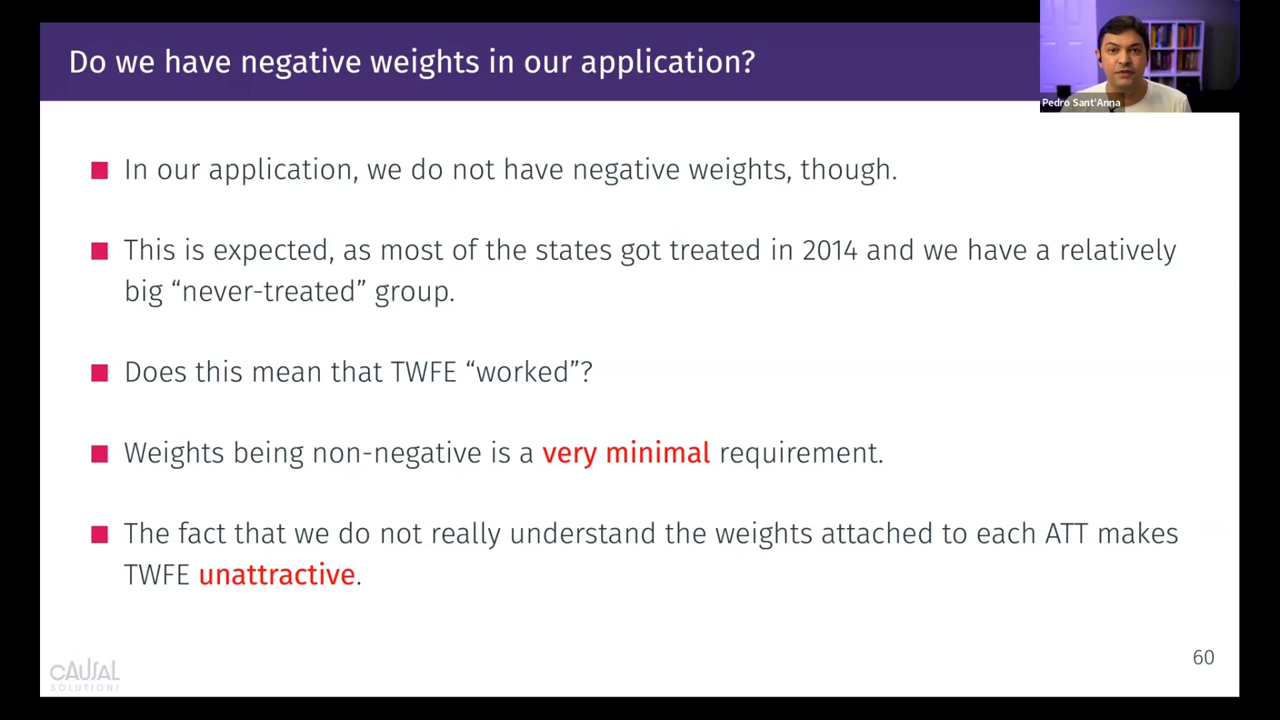 Do we have negative weights in our application?
Pedro Sant'Anna
In our application, we do not have negative weights, though.
This is expected, as most of the states got treated in 2014 and we have a relatively
big “never-treated” group.
Does this mean that TWFE “worked”?
Weights being non-negative is a very minimal requirement.
The fact that we do not really understand the weights attached to each ATT makes
TWFE unattractive.
CAUSAL
SOLUTIONS
60